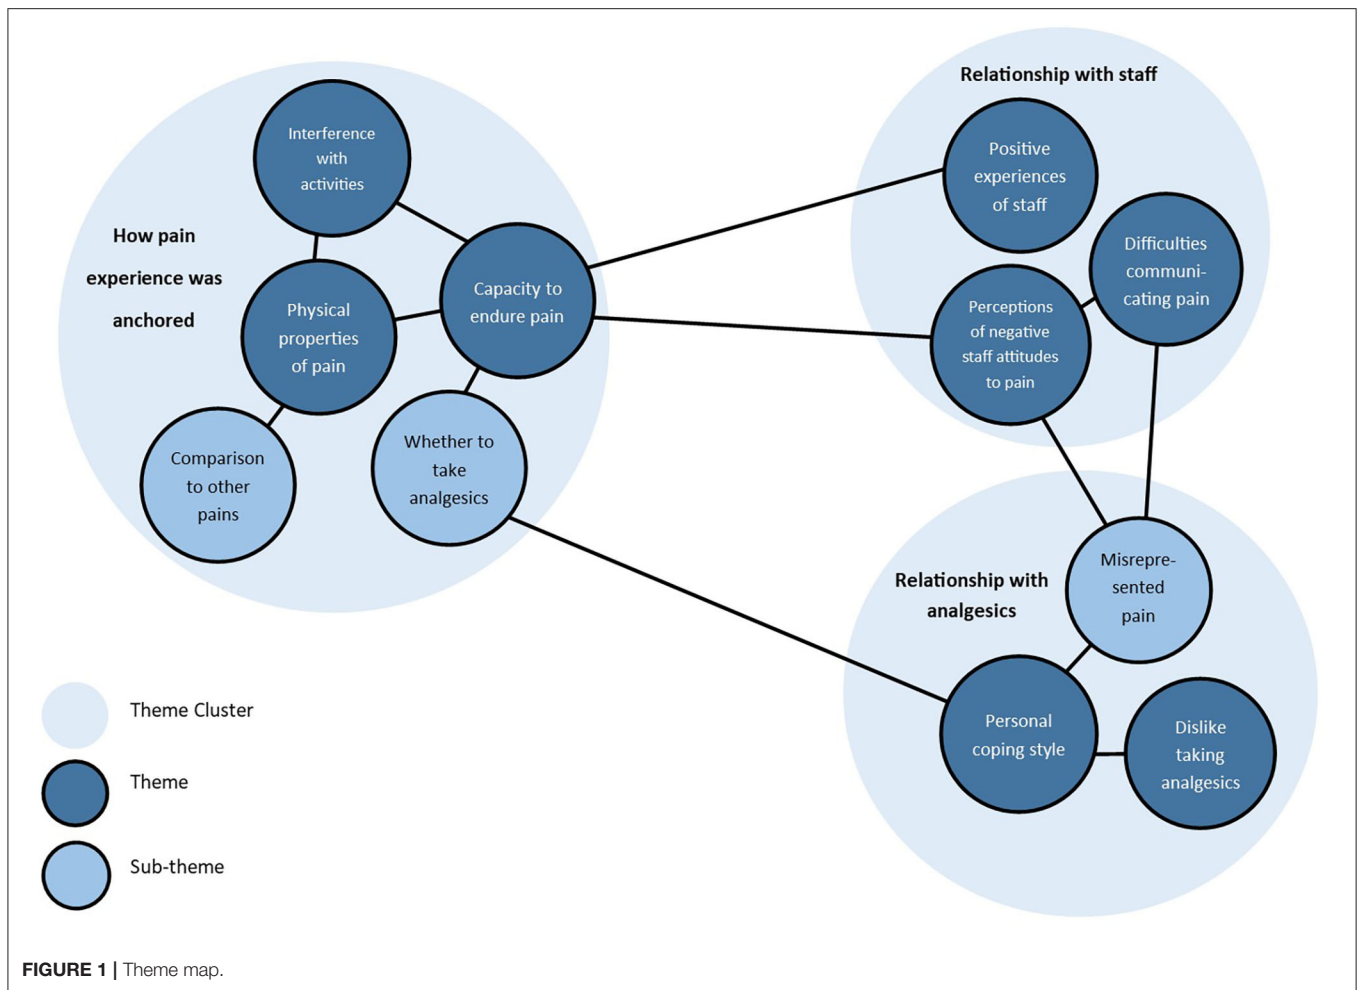 How pain
experience was
anchored
Interference
with
activities
Physical
properties
of pain
Capacity to
endure pain
Comparison
to other
pains
Whether to
take
analgesics
Relationship with staff
Positive
experiences
of staff
Difficulties
communi-
cating pain
Perceptions
of negative
staff attitudes
to pain
Relationship with
analgesics
Misrepre-
sented
pain
Personal
coping style
Dislike
taking
analgesics
Theme Cluster
Theme
Sub-theme
FIGURE 1 | Theme map.